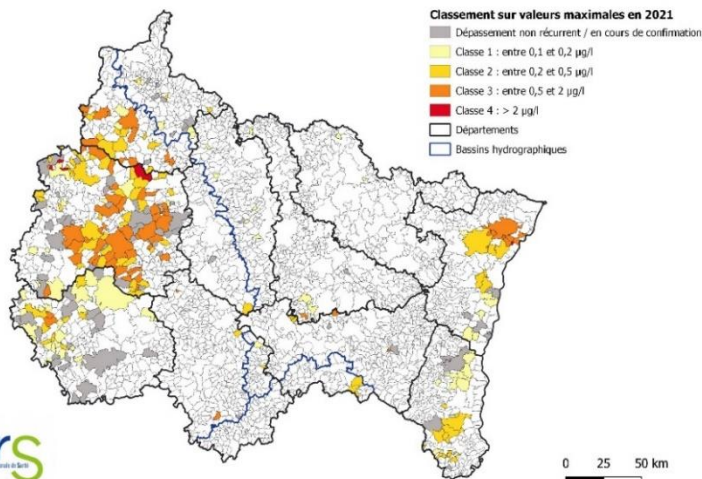 Classement sur valeurs maximales en 2021
Dépassement non récurrent / en cours de confirmation
Classe 1 : entre 0,1 et 0,2 µg/l
Classe 2 : entre 0,2 et 0,5 µg/l
Classe 3 : entre 0,5 et 2 µg/l
Classe 4 : > 2 µg/l
Départements
Bassins hydrographiques
rs
0 25 50 km